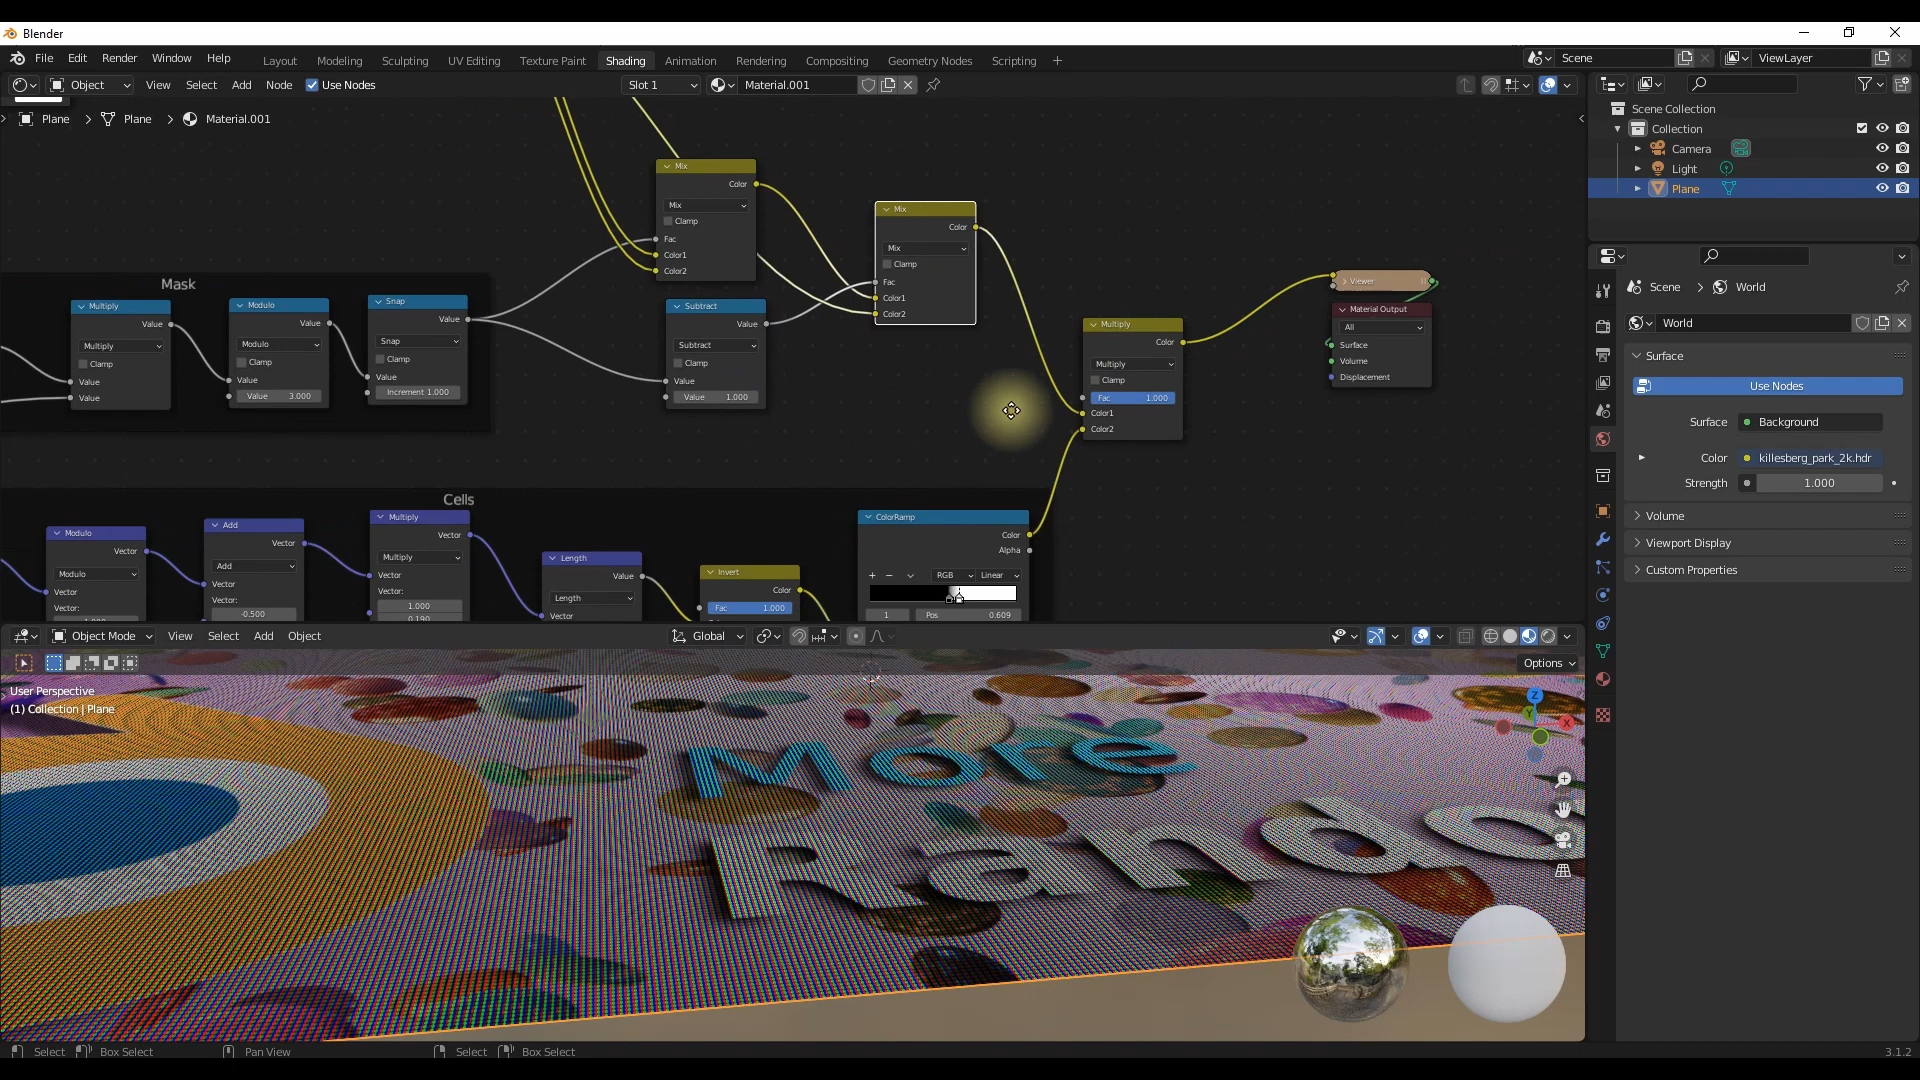 Blender
File Edit Render Window Help
Layout Modeling Sculpting UV Editing Texture Paint Shading Animation Rendering Compositing Geometry Nodes Scripting +
Scene
ViewLayer
Object View Select Add Node Use Nodes
Slot 1
Material.001
Plane > Plane > Material.001
Scene Collection
Collection
Camera
Light
Plane
Mask
Multiply
Value
Multiply
Clamp
Value
Value
Modulo
Value
Modulo
Clamp
Value
Value 3.000
Snap
Value
Snap
Clamp
Value
Increment 1.000
Mix
Color
Mix
Clamp
Fac
Color1
Color2
Subtract
Value
Subtract
Clamp
Value
Value 1.000
Mix
Color
Mix
Clamp
Fac
Color1
Color2
Multiply
Color
Multiply
Clamp
Fac 1.000
Color1
Color2
Viewer
Material Output
All
Surface
Volume
Displacement
Cells
Modulo
Vector
Modulo
Vector
Vector:
Add
Vector
Add
Vector
Vector:
-0.500
Multiply
Vector
Multiply
Vector
Vector:
1.000
0.190
Length
Value
Length
Vector
Invert
Color
Fac 1.000
ColorRamp
Color
Alpha
+ −
RGB
Linear
1
Pos 0.609
Scene > World
World
Surface
Use Nodes
Surface Background
Color killesberg_park_2k.hdr
Strength 1.000
Volume
Viewport Display
Custom Properties
Object Mode View Select Add Object
Global
Options
User Perspective
(1) Collection | Plane
Z
Y
X
More
Rando
Select Box Select Pan View Select Box Select
3.1.2